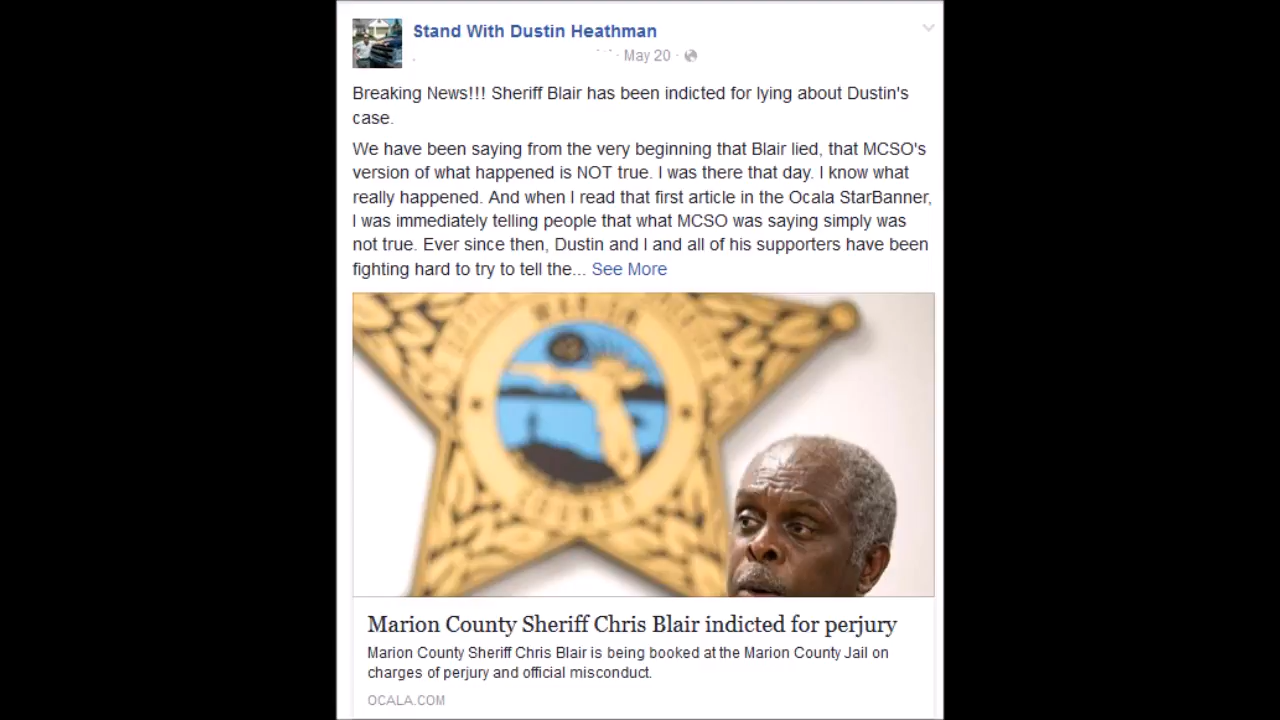 Stand With Dustin Heathman
May 20 ·
Breaking News!!! Sheriff Blair has been indicted for lying about Dustin's
case.
We have been saying from the very beginning that Blair lied, that MCSO's
version of what happened is NOT true. I was there that day. I know what
really happened. And when I read that first article in the Ocala StarBanner,
I was immediately telling people that what MCSO was saying simply was
not true. Ever since then, Dustin and I and all of his supporters have been
fighting hard to try to tell the... See More
Marion County Sheriff Chris Blair indicted for perjury
Marion County Sheriff Chris Blair is being booked at the Marion County Jail on
charges of perjury and official misconduct.
OCALA.COM